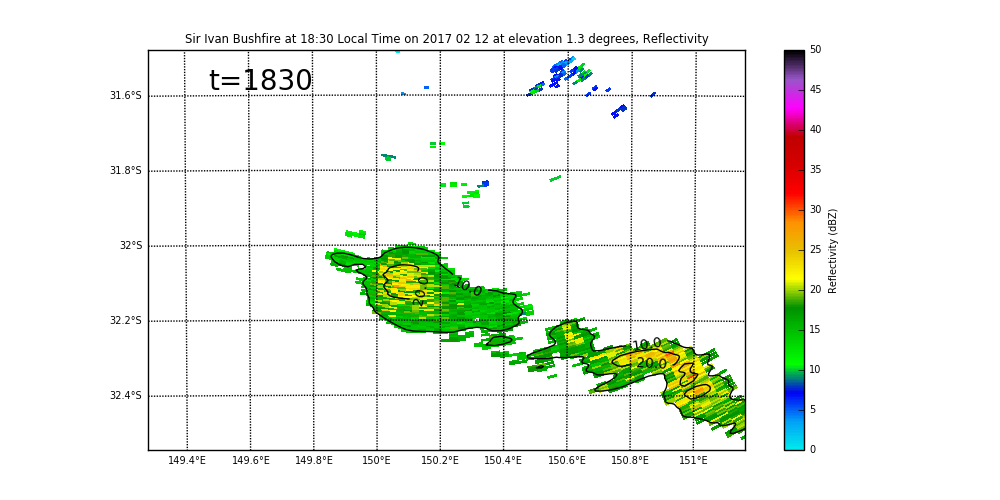 Sir Ivan Bushfire at 18:30 Local Time on 2017 02 12 at elevation 1.3 degrees, Reflectivity
t=1830
31.6°S
31.8°S
32°S
32.2°S
32.4°S
149.4°E 149.6°E 149.8°E 150°E 150.2°E 150.4°E 150.6°E 150.8°E 151°E
10.0
20.0
10.0
20.0
50
45
40
35
30
25
20
15
10
5
0
Reflectivity (dBZ)